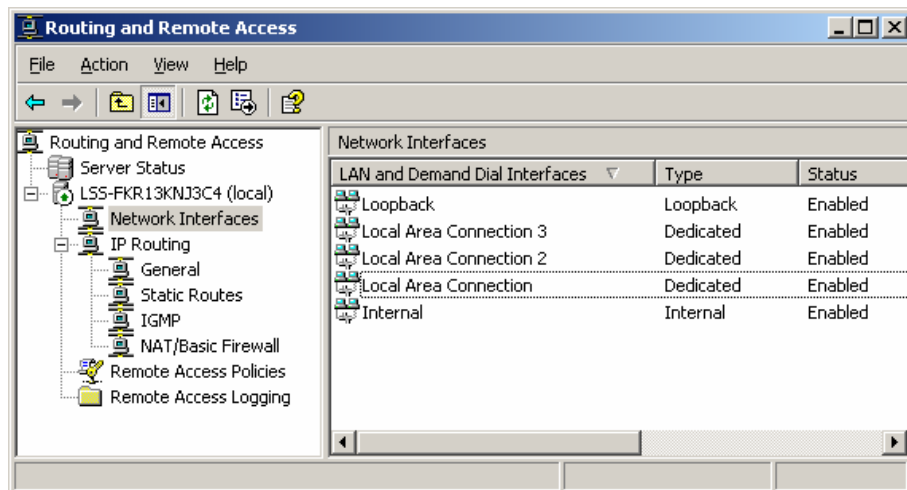 Routing and Remote Access
File Action View Help
Routing and Remote Access
Server Status
LSS-FKR13KNJ3C4 (local)
Network Interfaces
IP Routing
General
Static Routes
IGMP
NAT/Basic Firewall
Remote Access Policies
Remote Access Logging
Network Interfaces
LAN and Demand Dial Interfaces Type Status
Loopback Loopback Enabled
Local Area Connection 3 Dedicated Enabled
Local Area Connection 2 Dedicated Enabled
Local Area Connection Dedicated Enabled
Internal Internal Enabled